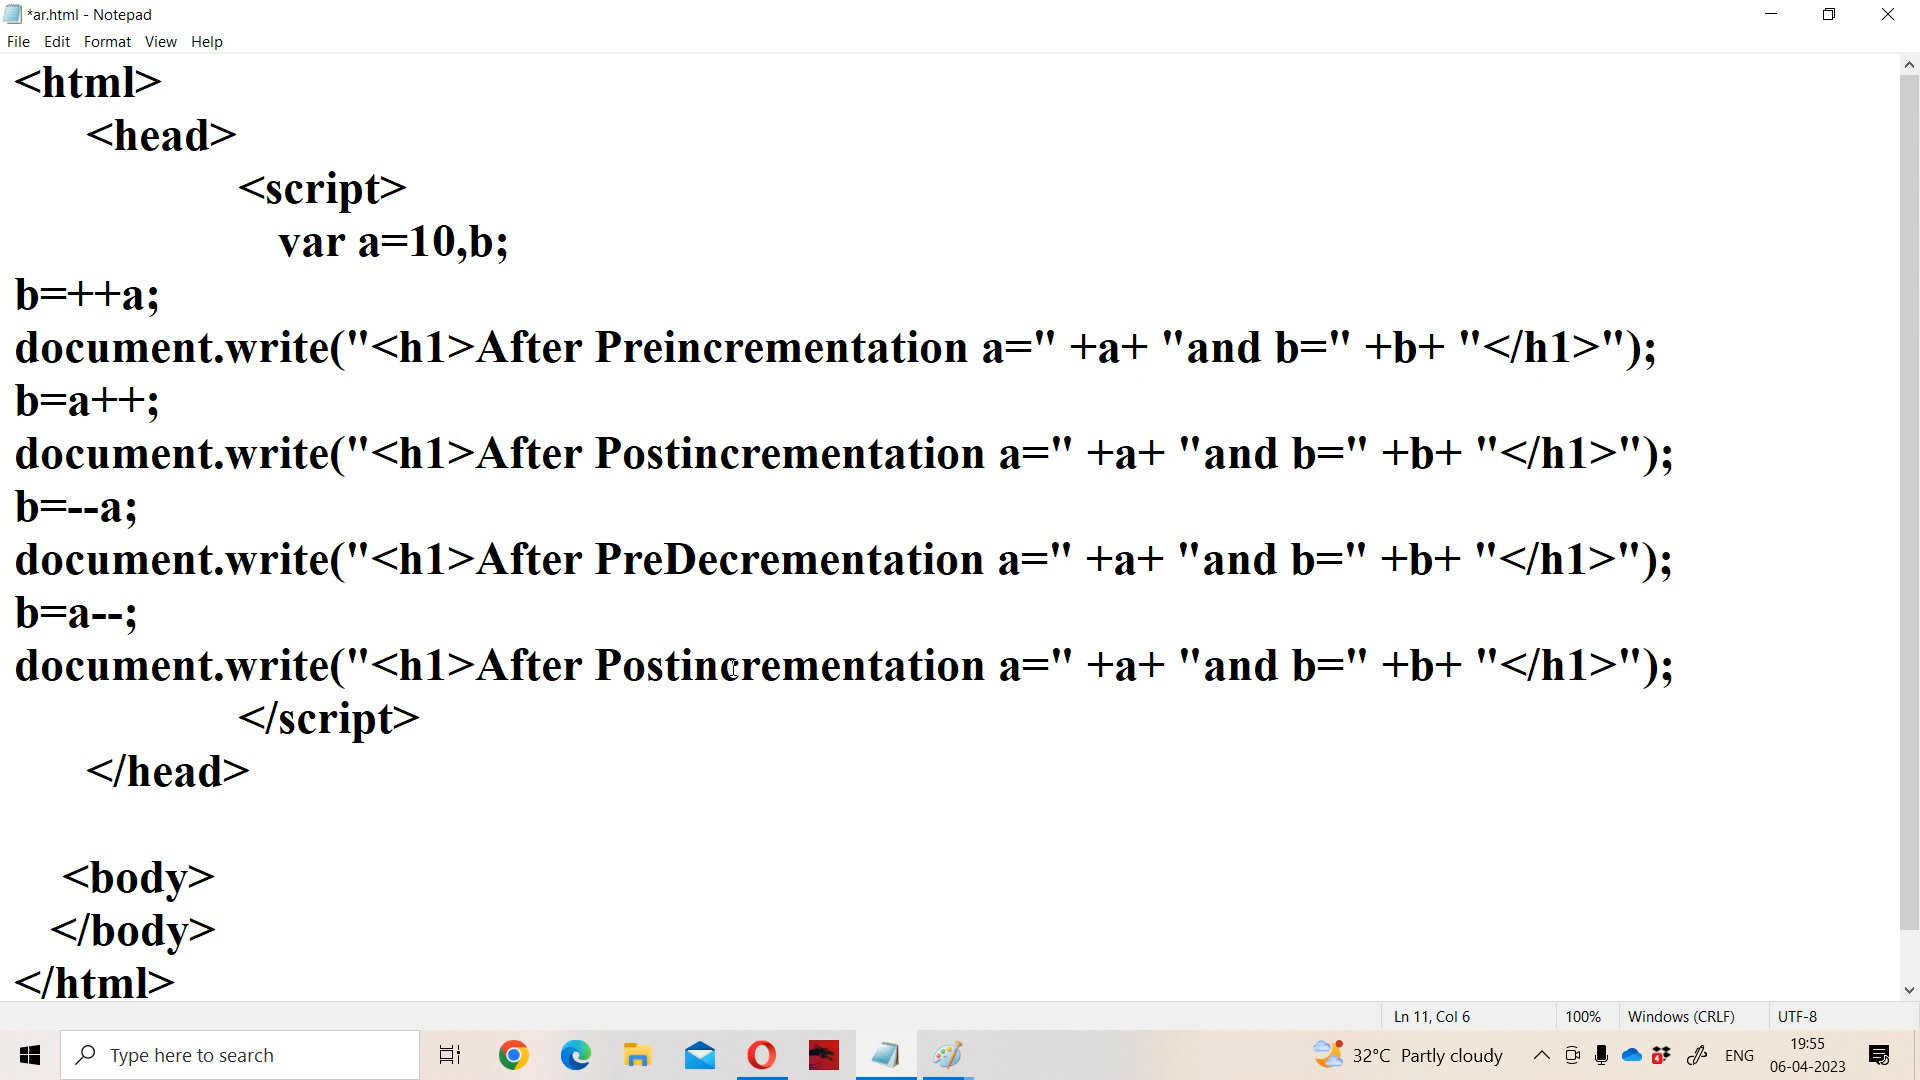 *ar.html - Notepad
File Edit Format View Help
<html>
<head>
<script>
var a=10,b;
b=++a;
document.write("<h1>After Preincrementation a=" +a+ "and b=" +b+ "</h1>");
b=a++;
document.write("<h1>After Postincrementation a=" +a+ "and b=" +b+ "</h1>");
b=--a;
document.write("<h1>After PreDecrementation a=" +a+ "and b=" +b+ "</h1>");
b=a--;
document.write("<h1>After Postincrementation a=" +a+ "and b=" +b+ "</h1>");
</script>
</head>
<body>
</body>
</html>
Ln 11, Col 6 100% Windows (CRLF) UTF-8
Type here to search 32°C Partly cloudy ENG 19:55
06-04-2023